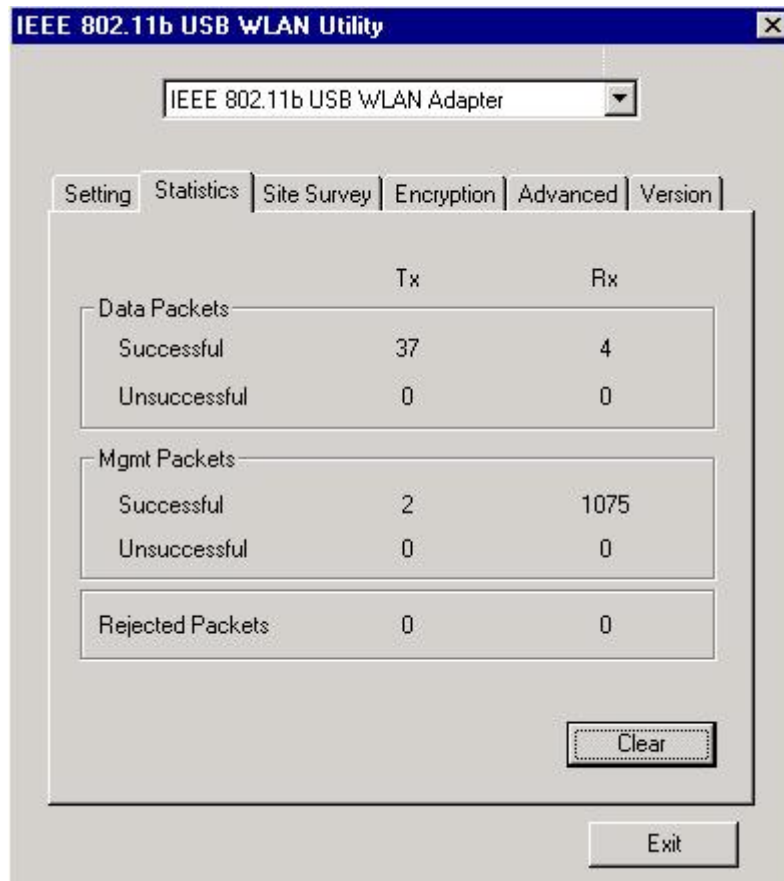 IEEE 802.11b USB WLAN Utility
IEEE 802.11b USB WLAN Adapter
Setting Statistics Site Survey Encryption Advanced Version
Tx Rx
Data Packets
Successful 37 4
Unsuccessful 0 0
Mgmt Packets
Successful 2 1075
Unsuccessful 0 0
Rejected Packets 0 0
Clear
Exit